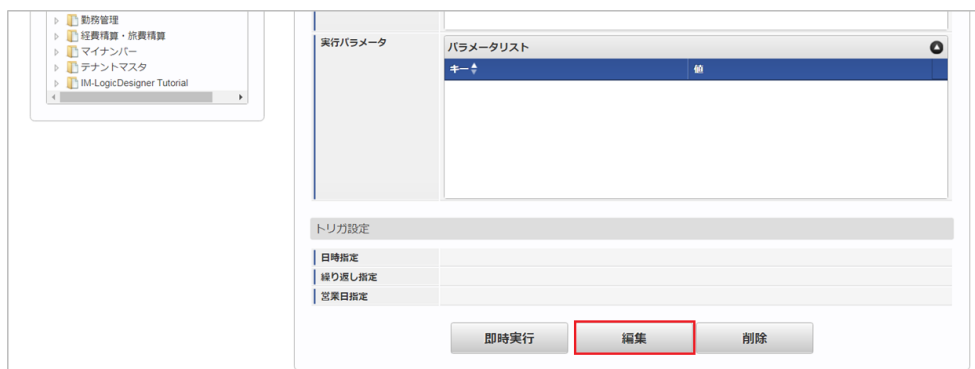 勤務管理
経費精算・旅費精算
マイナンバー
テナントマスタ
IM-LogicDesigner Tutorial
実行パラメータ
パラメータリスト
キー
値
トリガ設定
日時指定
繰り返し指定
営業日指定
即時実行
編集
削除